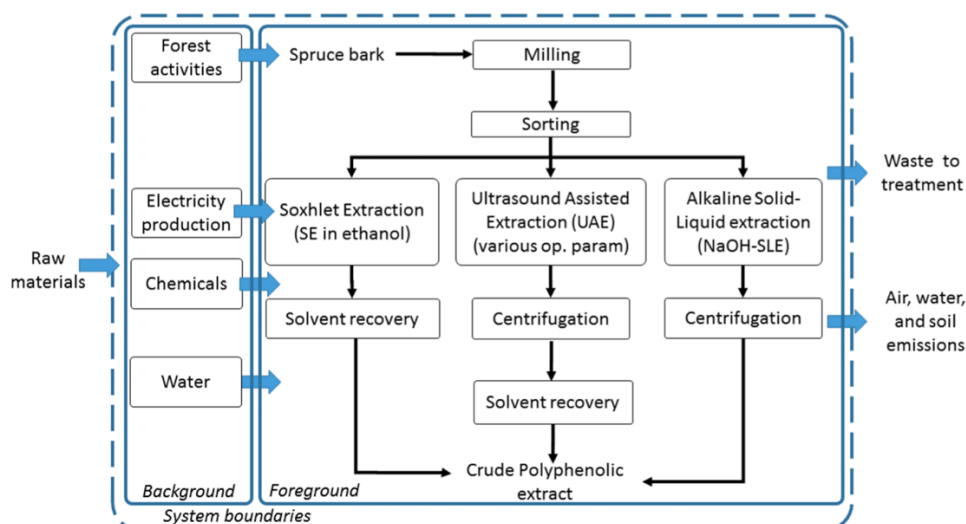 Forest
activities
Spruce bark
Milling
Sorting
Waste to
treatment
Electricity
production
Soxhlet Extraction
(SE in ethanol)
Ultrasound Assisted
Extraction (UAE)
(various op. param)
Alkaline Solid-
Liquid extraction
(NaOH-SLE)
Raw
materials
Chemicals
Solvent recovery
Centrifugation
Centrifugation
Air, water,
and soil
emissions
Water
Solvent recovery
Crude Polyphenolic
extract
Background
Foreground
System boundaries